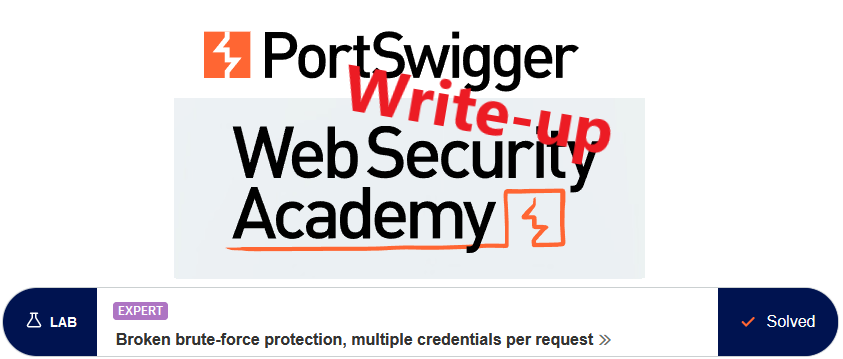 PortSwigger
Write-up
Web Security
Academy
LAB
EXPERT
Broken brute-force protection, multiple credentials per request
Solved